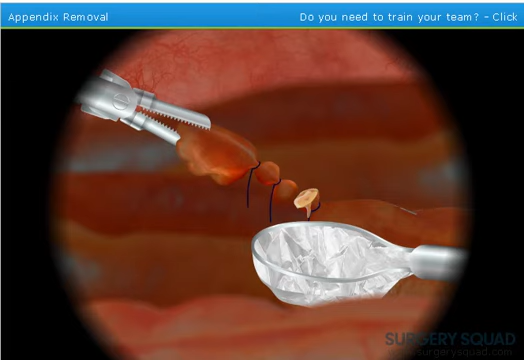 Appendix Removal
Do you need to train your team? - Click
SURGERY SQUAD
surgerysquad.com